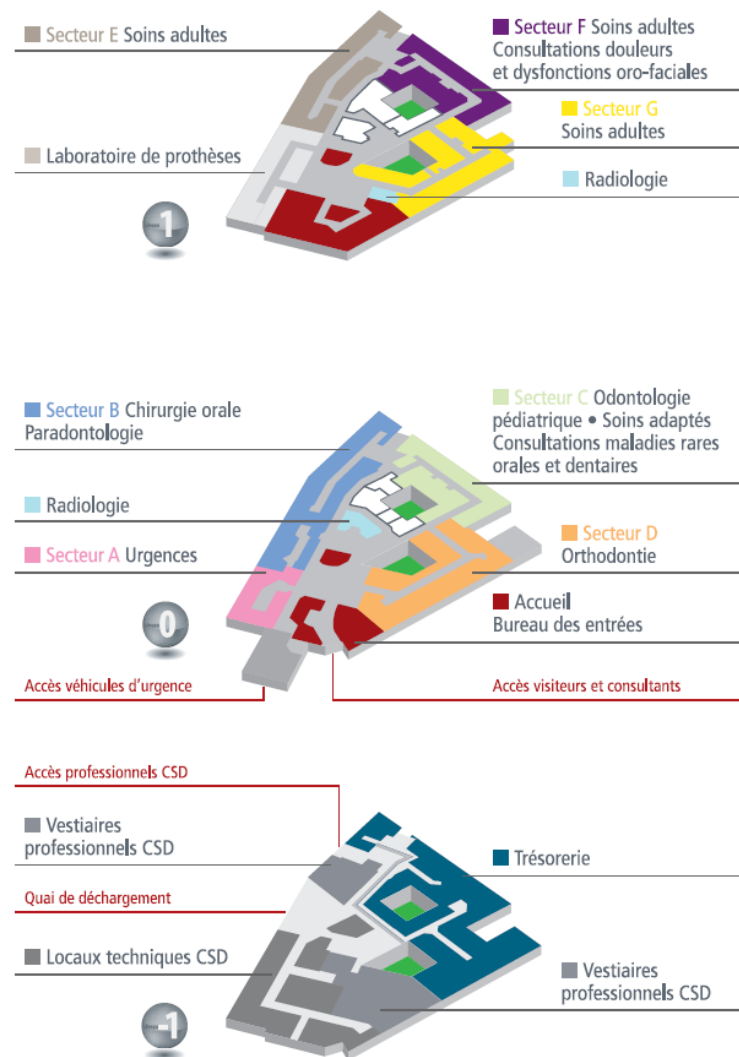 Secteur E Soins adultes
Secteur F Soins adultes
Consultations douleurs
et dysfonctions oro-faciales
Secteur G
Soins adultes
Laboratoire de prothèses
Radiologie
1
Secteur B Chirurgie orale
Paradontologie
Secteur C Odontologie
pédiatrique • Soins adaptés
Consultations maladies rares
orales et dentaires
Radiologie
Secteur D
Orthodontie
Secteur A Urgences
Accueil
Bureau des entrées
0
Accès véhicules d'urgence
Accès visiteurs et consultants
Accès professionnels CSD
Vestiaires
professionnels CSD
Trésorerie
Quai de déchargement
Locaux techniques CSD
Vestiaires
professionnels CSD
-1